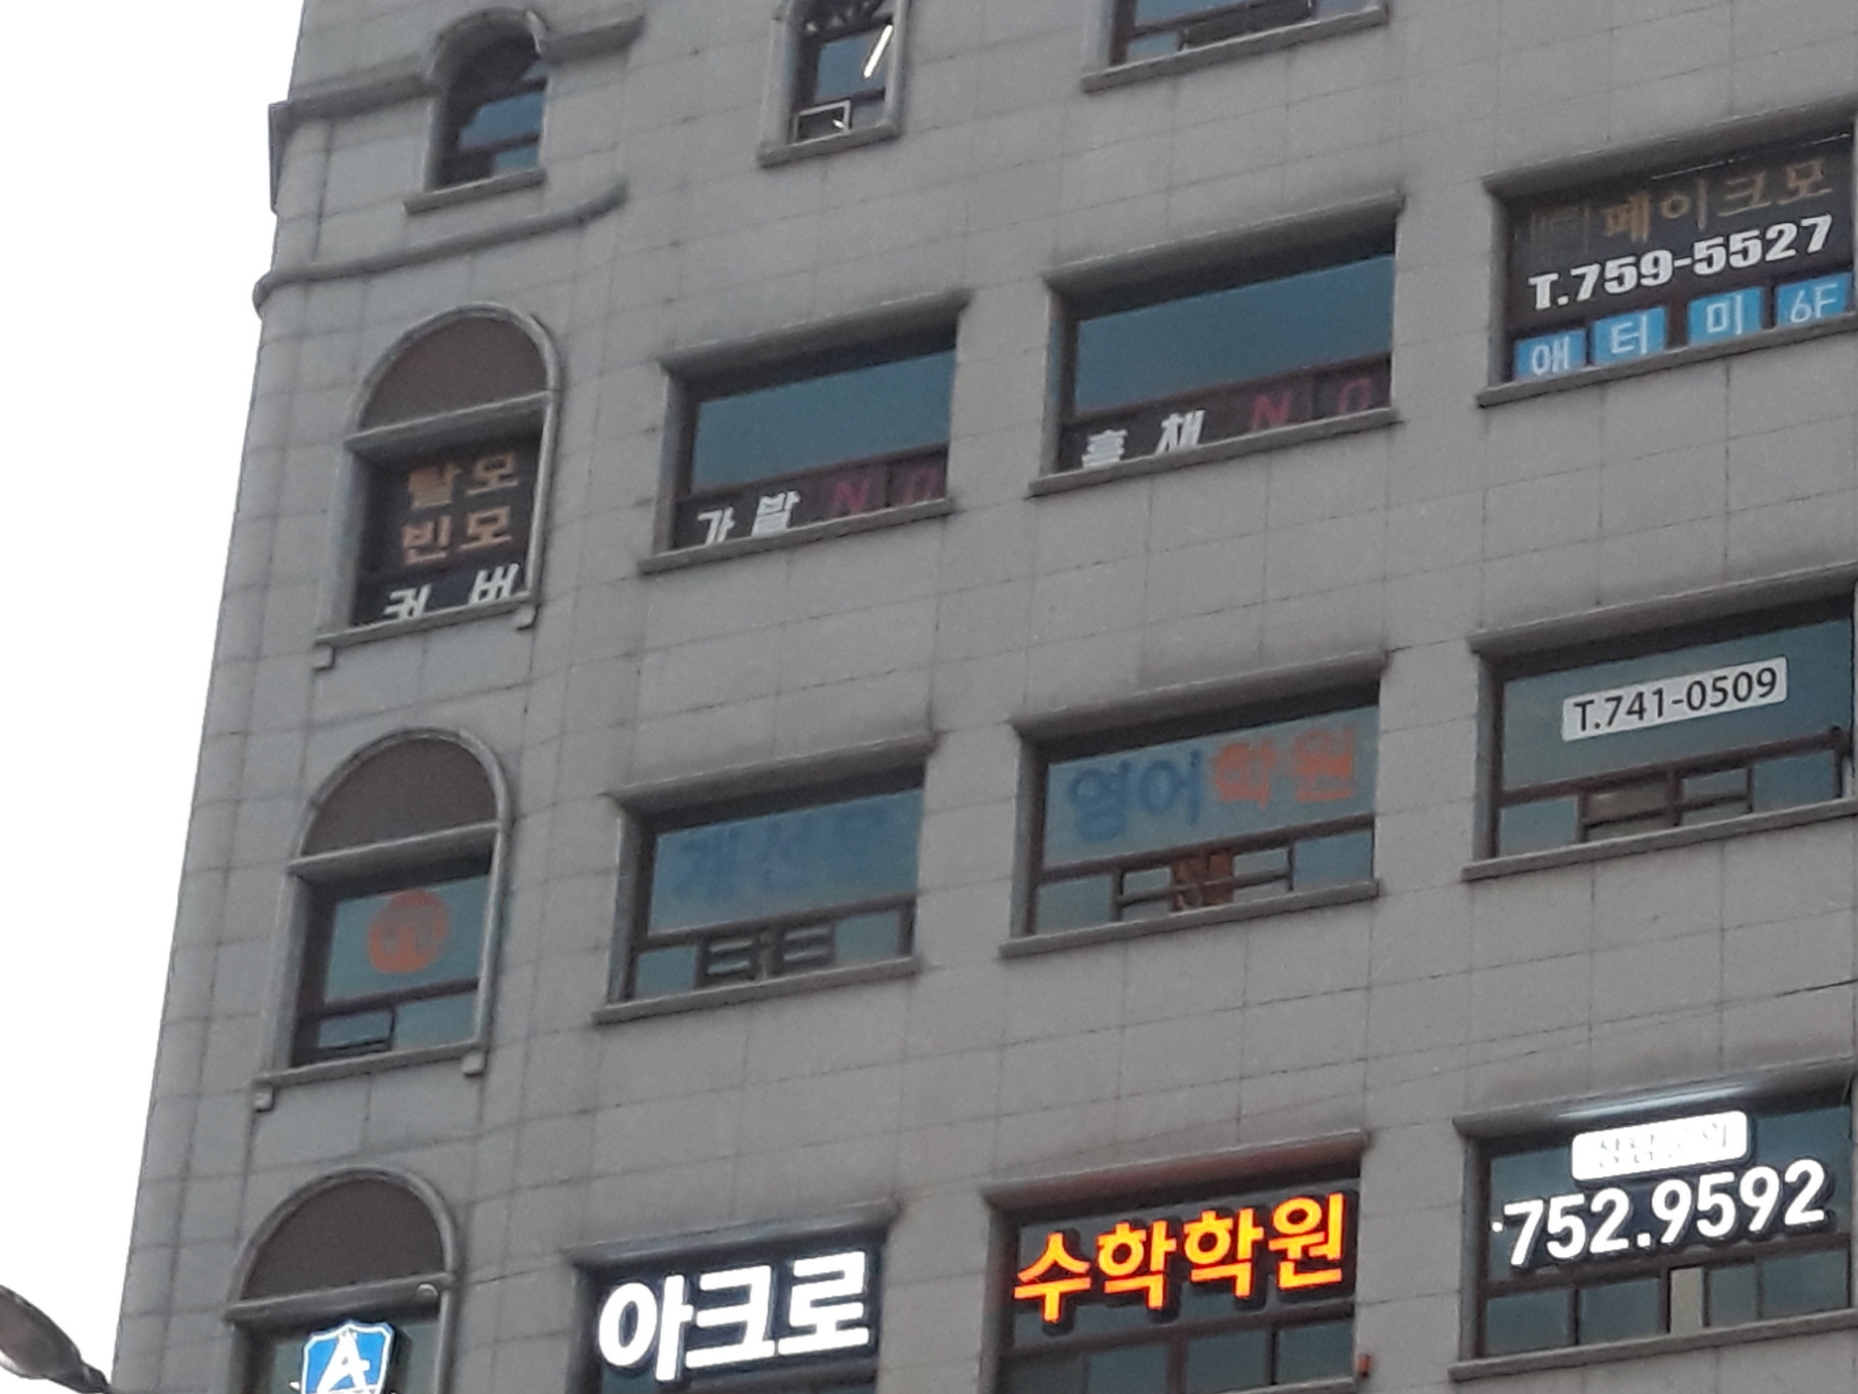 페이크모
T.759-5527
애터미 6F
탈모
빈모
커버
가발 NO
흑채 NO
T.741-0509
영어학원
752.9592
수학학원
아크로
A